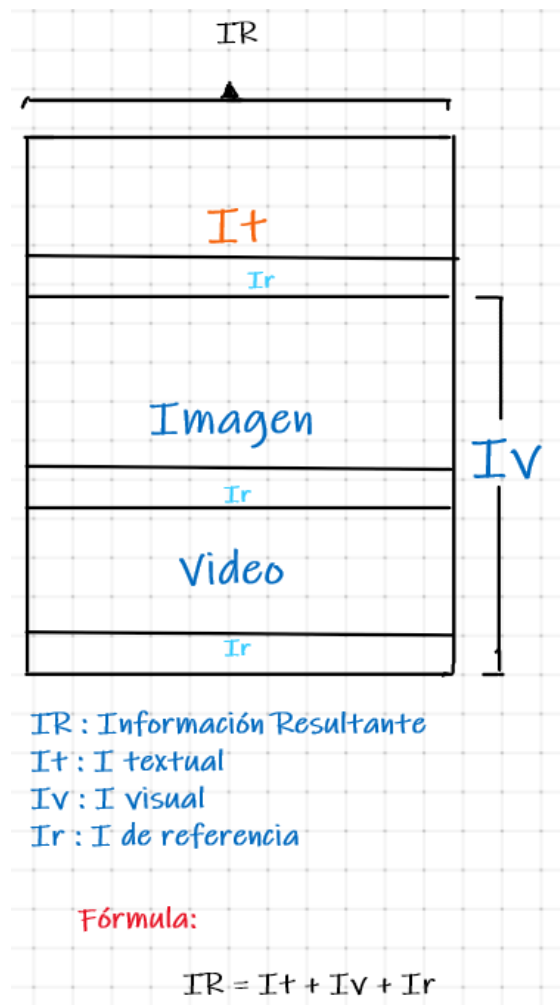 IR
It
Ir
Imagen
Iv
Ir
Video
Ir
IR : Información Resultante
It : I textual
Iv : I visual
Ir : I de referencia
Fórmula:
IR = It + Iv + Ir